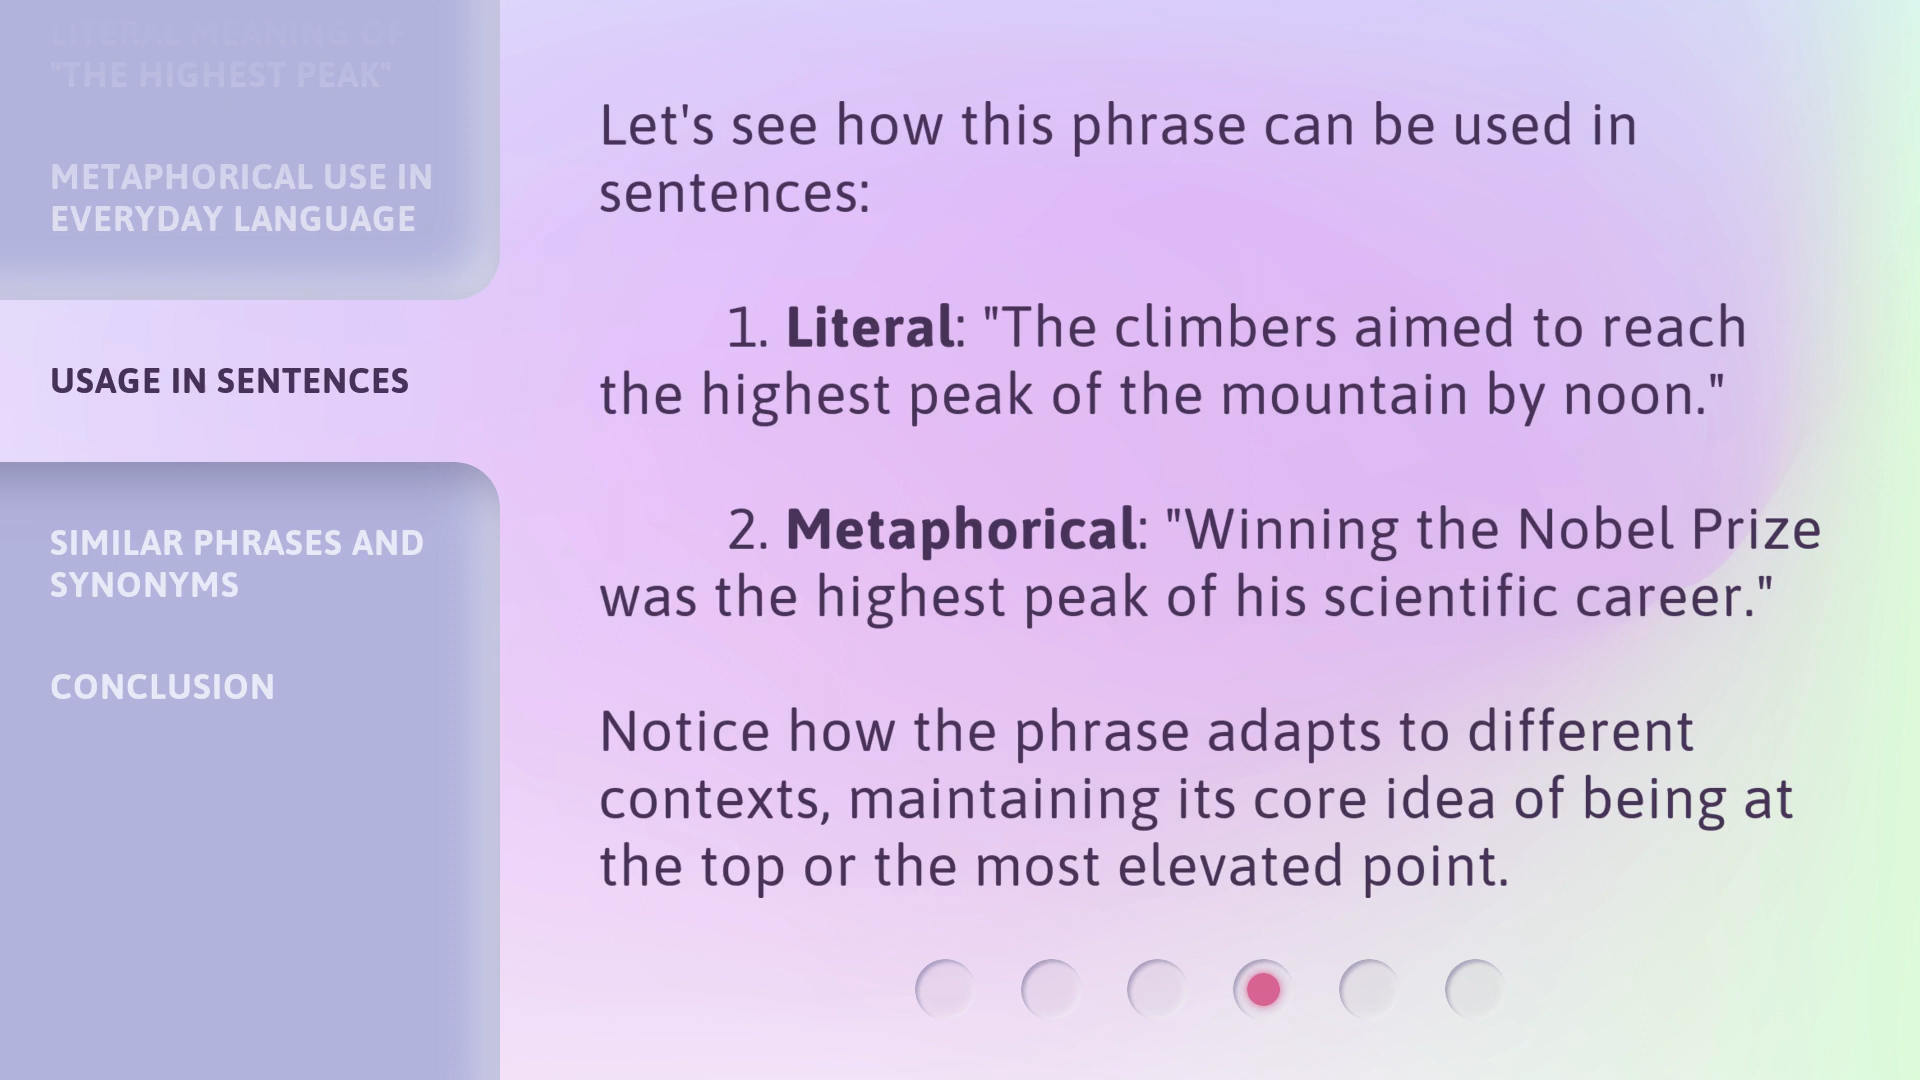 LITERAL MEANING OF
"THE HIGHEST PEAK"
METAPHORICAL USE IN
EVERYDAY LANGUAGE
USAGE IN SENTENCES
SIMILAR PHRASES AND
SYNONYMS
CONCLUSION
Let's see how this phrase can be used in
sentences:
1. Literal: "The climbers aimed to reach
the highest peak of the mountain by noon."
2. Metaphorical: "Winning the Nobel Prize
was the highest peak of his scientific career."
Notice how the phrase adapts to different
contexts, maintaining its core idea of being at
the top or the most elevated point.